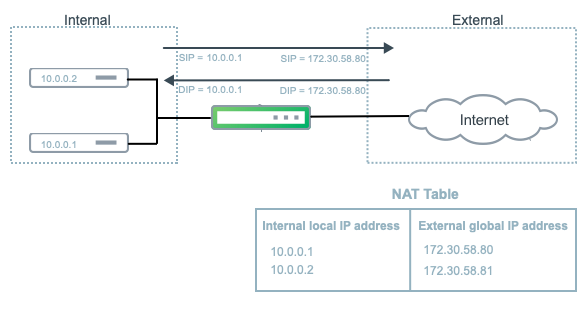 Internal
External
SIP = 10.0.0.1
SIP = 172.30.58.80
10.0.0.2
DIP = 10.0.0.1
DIP = 172.30.58.80
Internet
10.0.0.1
NAT Table
Internal local IP address
External global IP address
10.0.0.1
172.30.58.80
10.0.0.2
172.30.58.81